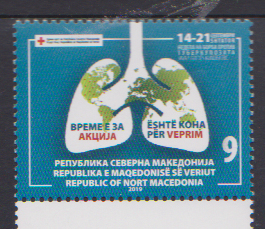 14-21 СЕПТЕМВРИ
ВРЕМЕ Е ЗА
АКЦИЈА
ËSHTË KOHA
PËR VEPRIM
9
РЕПУБЛИКА СЕВЕРНА МАКЕДОНИЈА
REPUBLIKA E MAQEDONISË SË VERIUT
REPUBLIC OF NORT MACEDONIA
2019